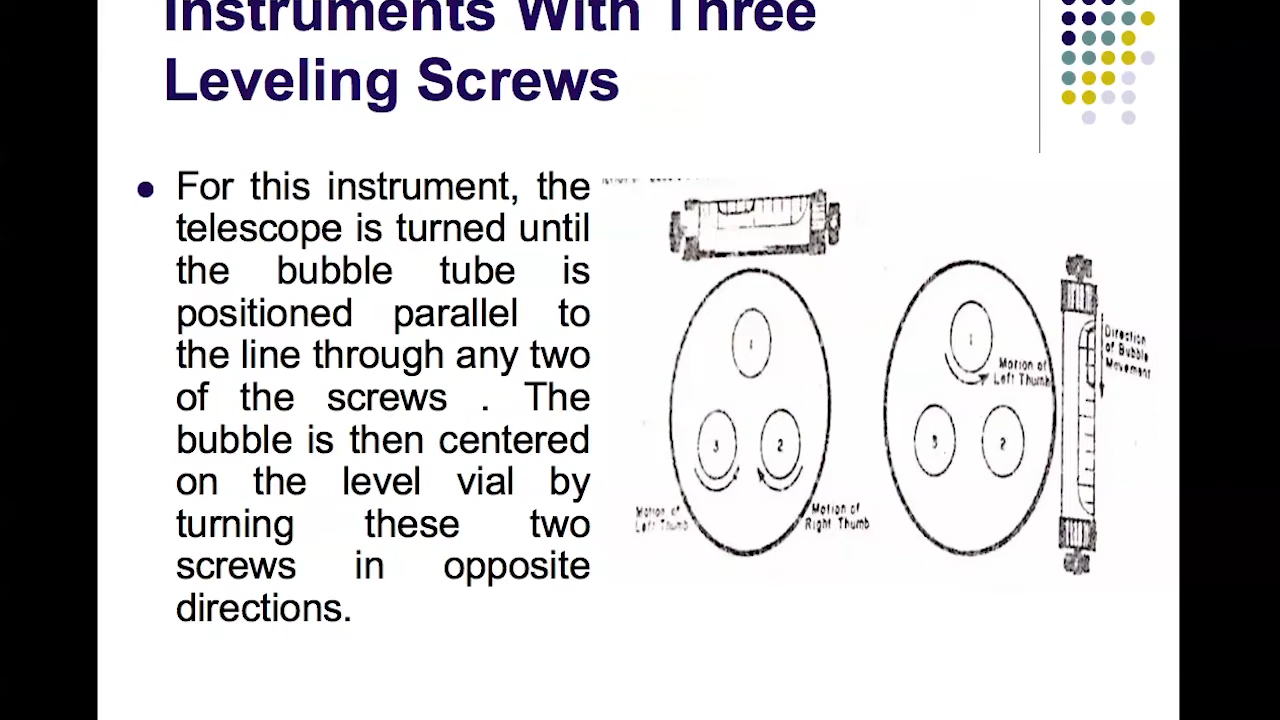 Instruments With Three
Leveling Screws
● For this instrument, the
telescope is turned until
the bubble tube is
positioned parallel to
the line through any two
of the screws . The
bubble is then centered
on the level vial by
turning these two
screws in opposite
directions.
1
3
2
Motion of
Left Thumb
Motion of
Right Thumb
1
Motion of
Left Thumb
3
2
Direction
of Bubble
Movement